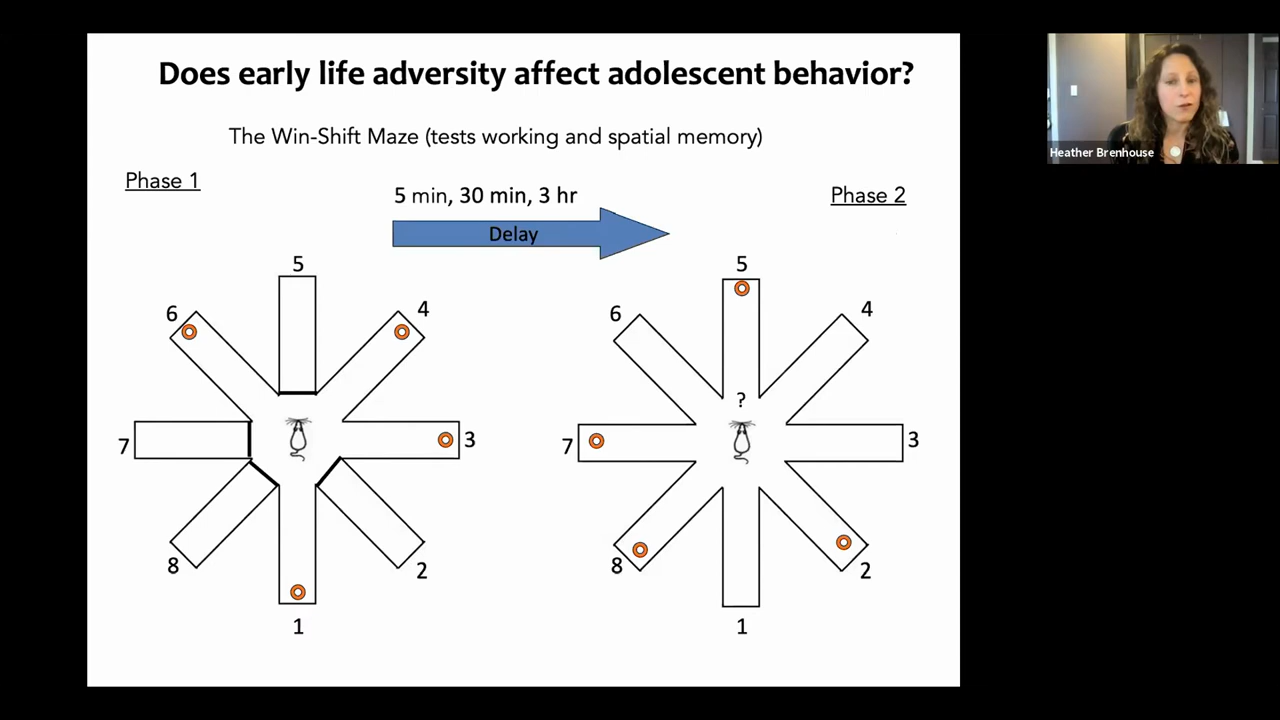 Does early life adversity affect adolescent behavior?
The Win-Shift Maze (tests working and spatial memory)
Phase 1
5 min, 30 min, 3 hr
Delay
Phase 2
5
6
4
7
3
8
2
1
5
6
4
?
7
3
8
2
1
Heather Brenhouse